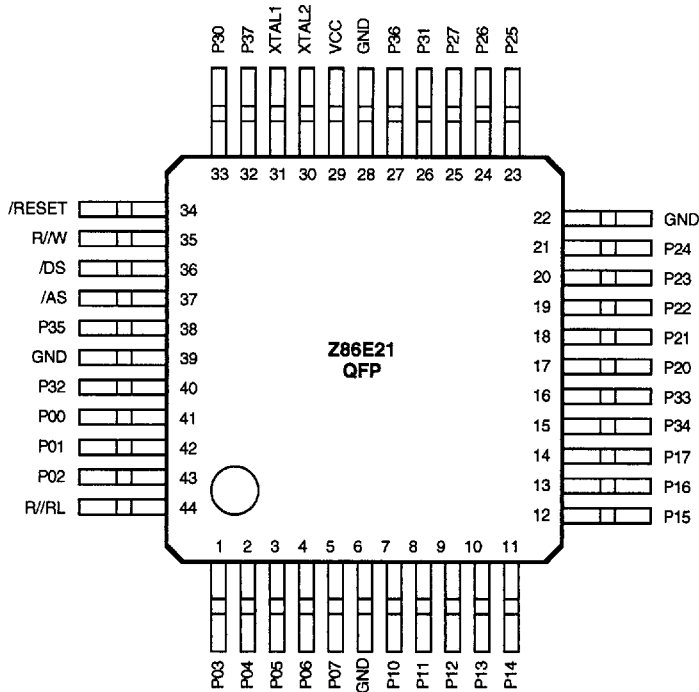 P30 P37 XTAL1 XTAL2 VCC GND P36 P31 P27 P26 P25
33 32 31 30 29 28 27 26 25 24 23
/RESET 34
R//W 35
/DS 36
/AS 37
P35 38
GND 39
P32 40
P00 41
P01 42
P02 43
R//RL 44
Z86E21
QFP
22 GND
21 P24
20 P23
19 P22
18 P21
17 P20
16 P33
15 P34
14 P17
13 P16
12 P15
1 2 3 4 5 6 7 8 9 10 11
P03 P04 P05 P06 P07 GND P10 P11 P12 P13 P14